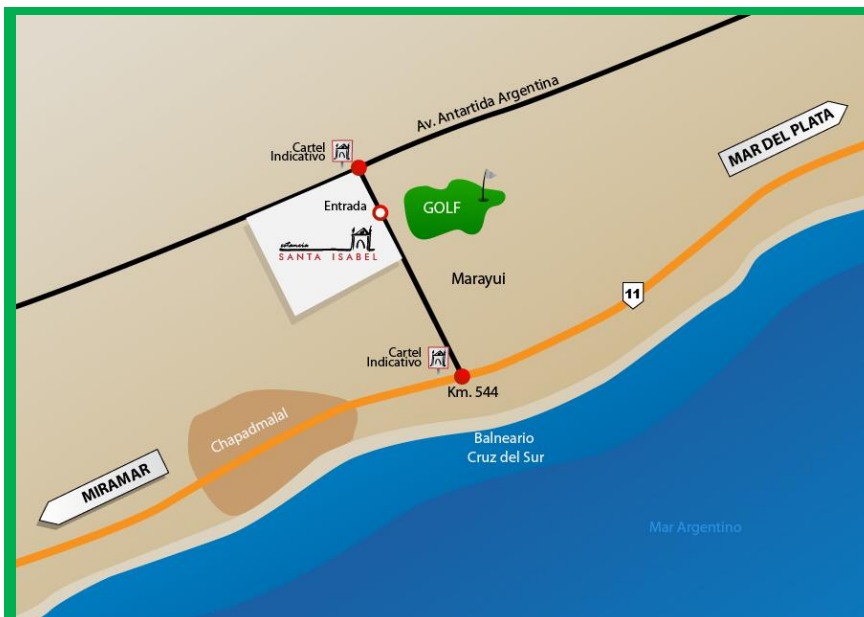 Av. Antartida Argentina
MAR DEL PLATA
Cartel
Indicativo
Entrada
GOLF
estancia
SANTA ISABEL
Marayui
11
Cartel
Indicativo
Km. 544
Chapadmalal
Balneario
Cruz del Sur
MIRAMAR
Mar Argentino